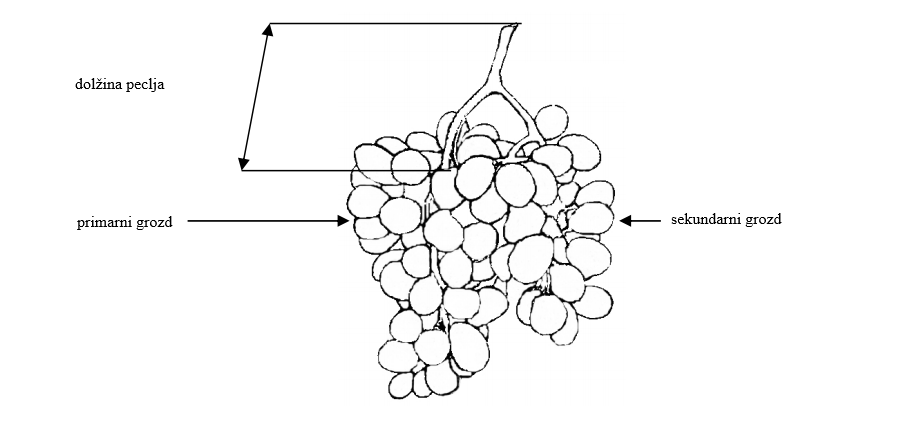 dolžina peclja
primarni grozd
sekundarni grozd